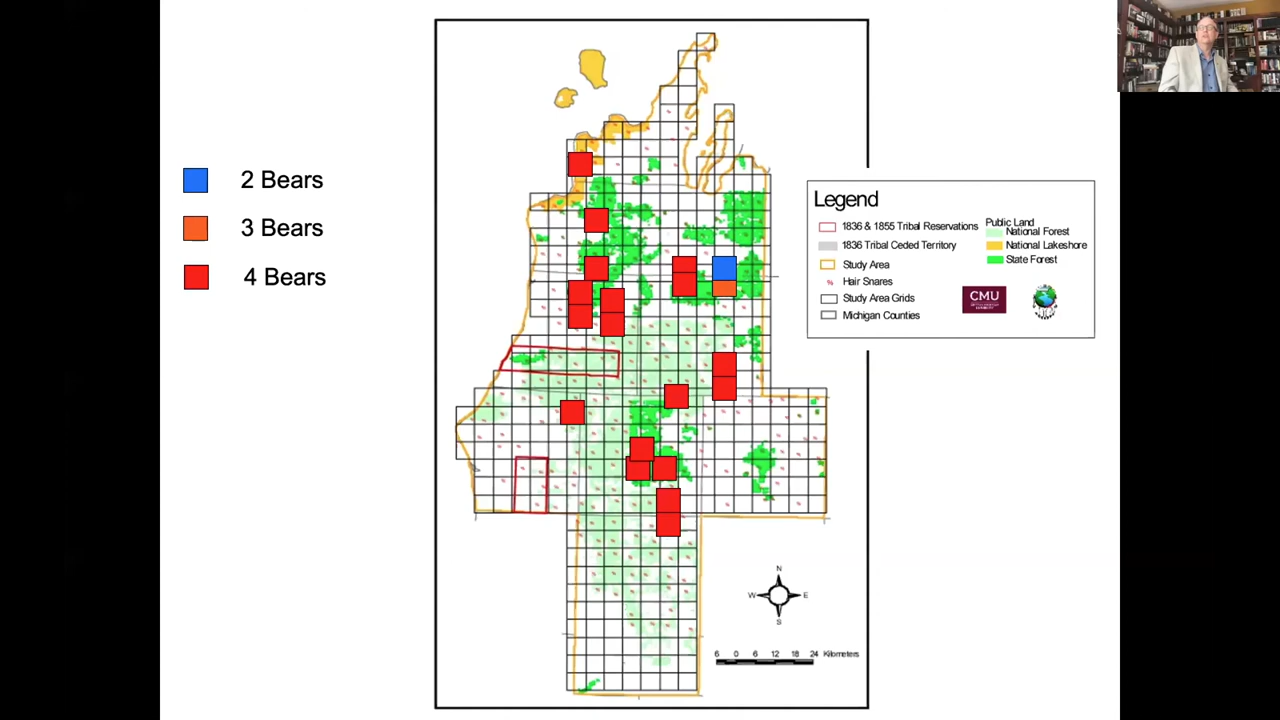 2 Bears
3 Bears
4 Bears
Legend
1836 & 1855 Tribal Reservations
1836 Tribal Ceded Territory
Study Area
Hair Snares
Study Area Grids
Michigan Counties
Public Land
National Forest
National Lakeshore
State Forest
CMU
N
W E
S
6 0 6 12 18 24 Kilometers